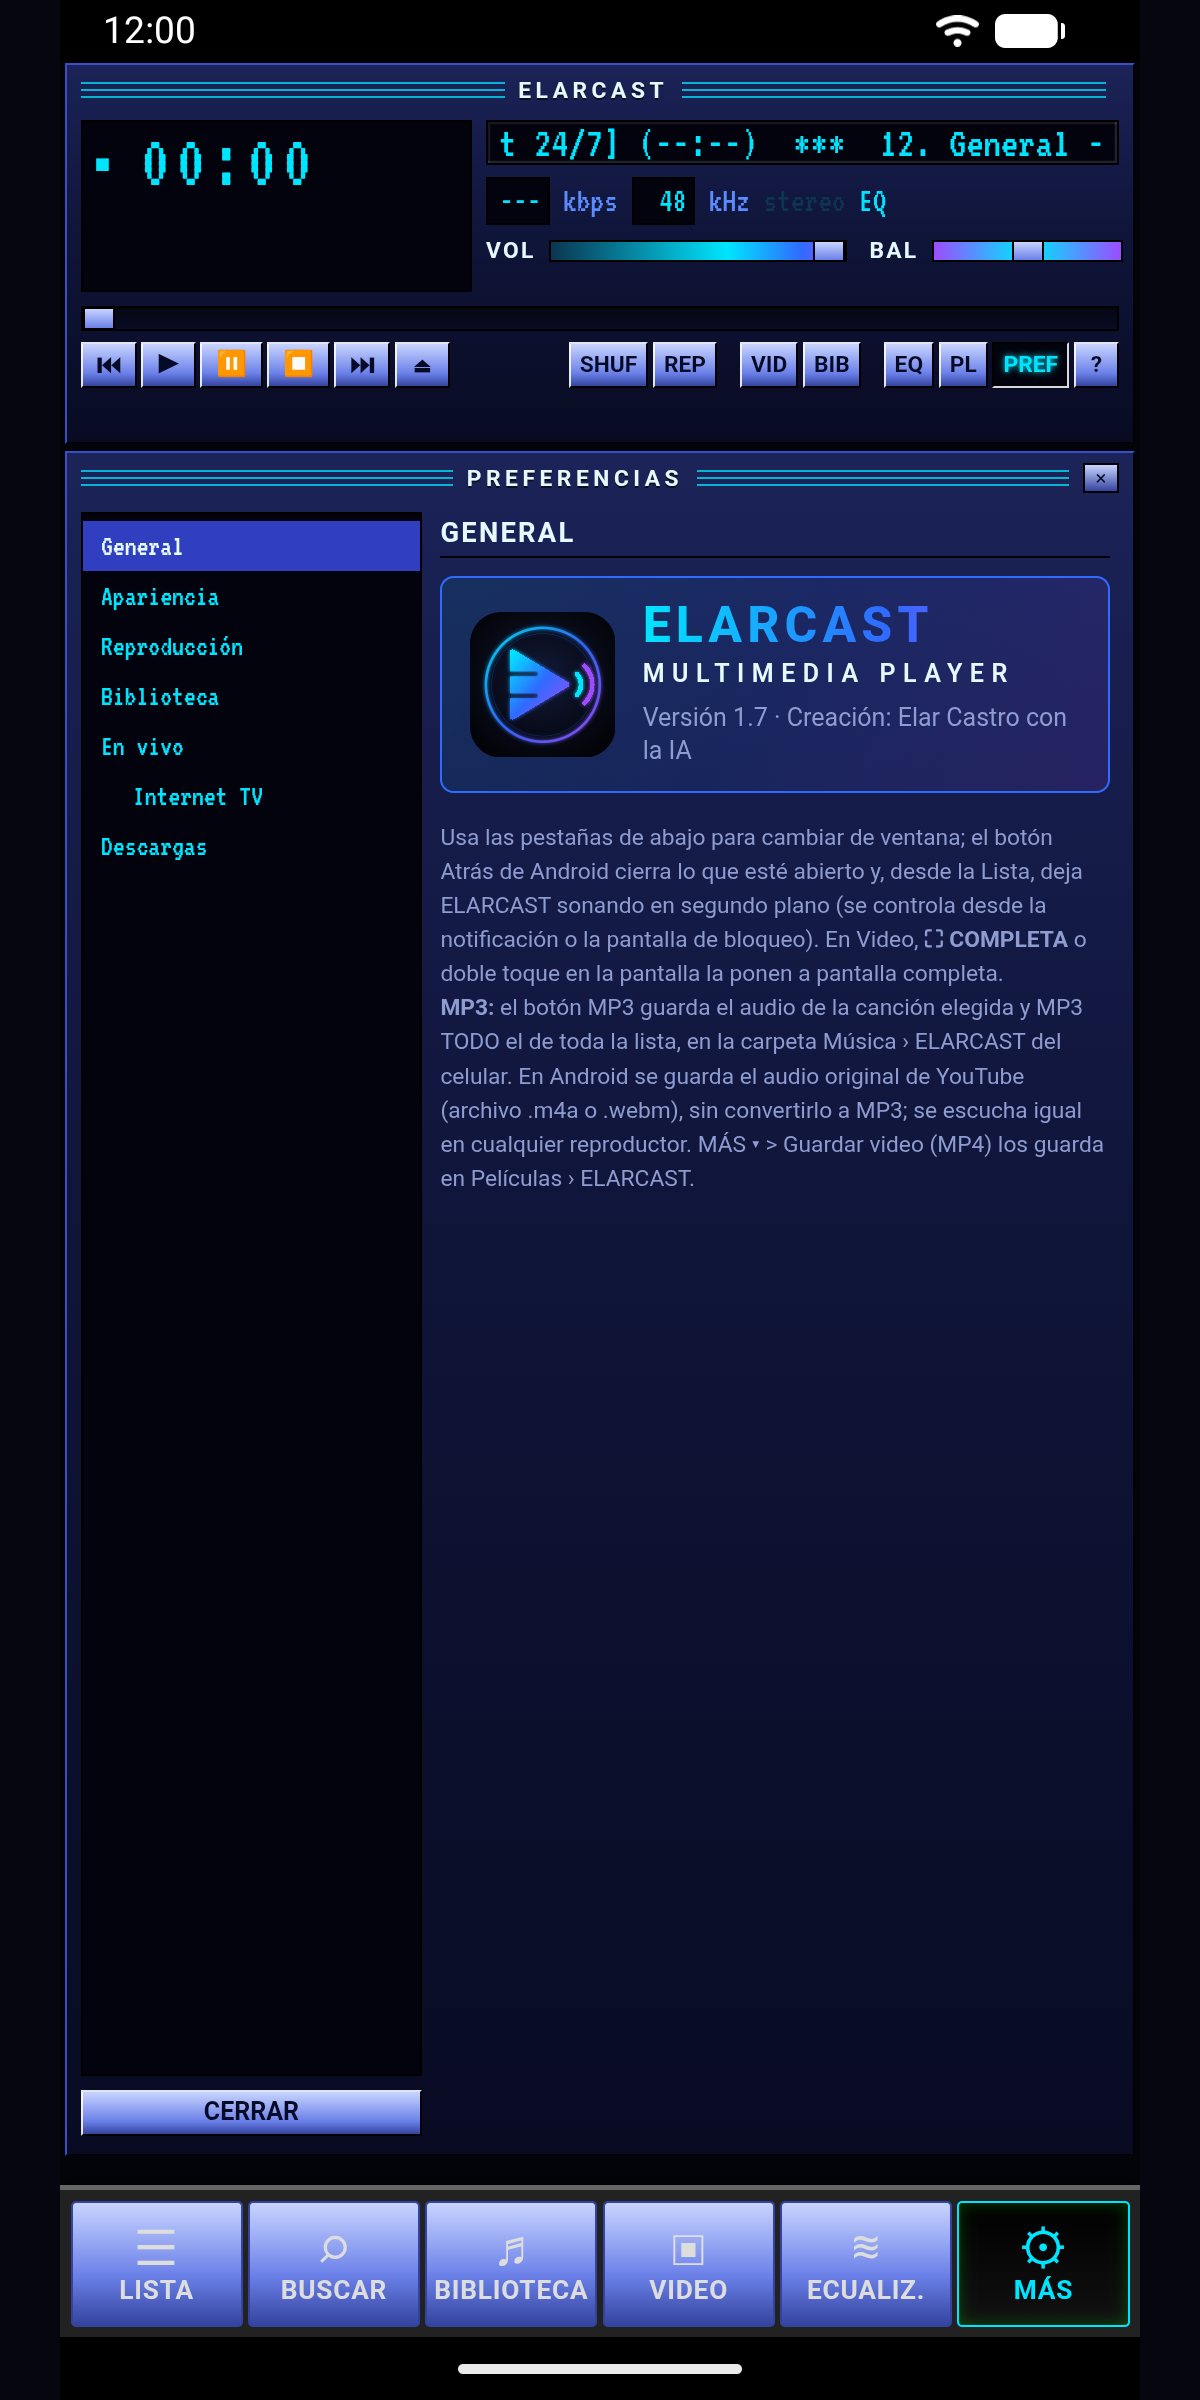 12:00
ELARCAST
00:00
t 24/7] (--:--) *** 12. General -
--- kbps 48 kHz stereo EQ
VOL BAL
SHUF REP VID BIB EQ PL PREF ?
PREFERENCIAS ×
General
Apariencia
Reproducción
Biblioteca
En vivo
Internet TV
Descargas
CERRAR
GENERAL
ELARCAST
MULTIMEDIA PLAYER
Versión 1.7 · Creación: Elar Castro con
la IA
Usa las pestañas de abajo para cambiar de ventana; el botón
Atrás de Android cierra lo que esté abierto y, desde la Lista, deja
ELARCAST sonando en segundo plano (se controla desde la
notificación o la pantalla de bloqueo). En Video, ⛶ COMPLETA o
doble toque en la pantalla la ponen a pantalla completa.
MP3: el botón MP3 guarda el audio de la canción elegida y MP3
TODO el de toda la lista, en la carpeta Música › ELARCAST del
celular. En Android se guarda el audio original de YouTube
(archivo .m4a o .webm), sin convertirlo a MP3; se escucha igual
en cualquier reproductor. MÁS ▾ > Guardar video (MP4) los guarda
en Películas › ELARCAST.
LISTA BUSCAR BIBLIOTECA VIDEO ECUALIZ. MÁS